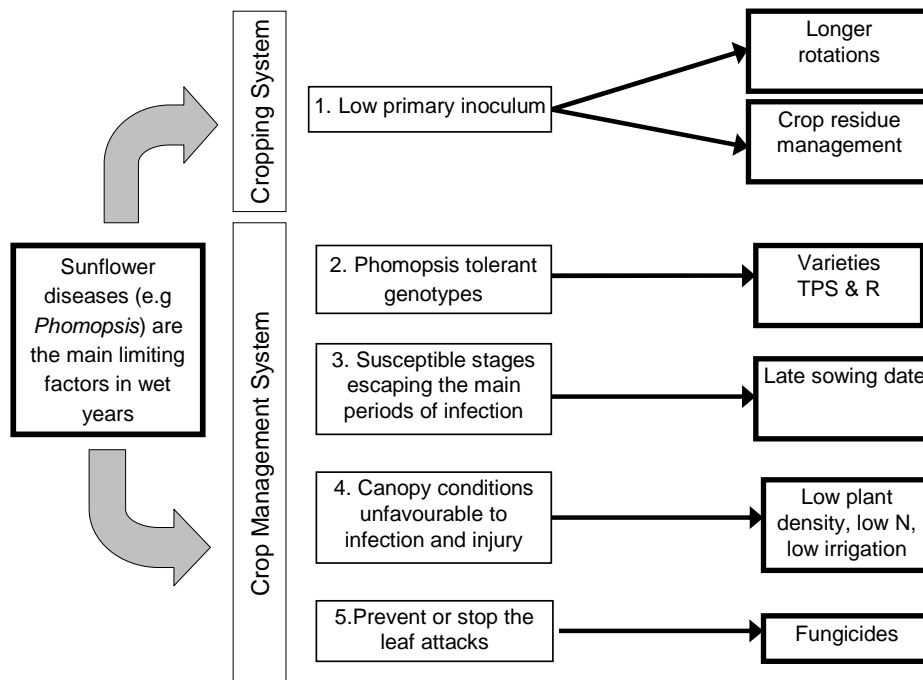 Sunflower
diseases (e.g
Phomopsis) are
the main limiting
factors in wet
years
Cropping System
1. Low primary inoculum
Longer
rotations
Crop residue
management
Crop Management System
2. Phomopsis tolerant
genotypes
Varieties
TPS & R
3. Susceptible stages
escaping the main
periods of infection
Late sowing date
4. Canopy conditions
unfavourable to
infection and injury
Low plant
density, low N,
low irrigation
5.Prevent or stop the
leaf attacks
Fungicides